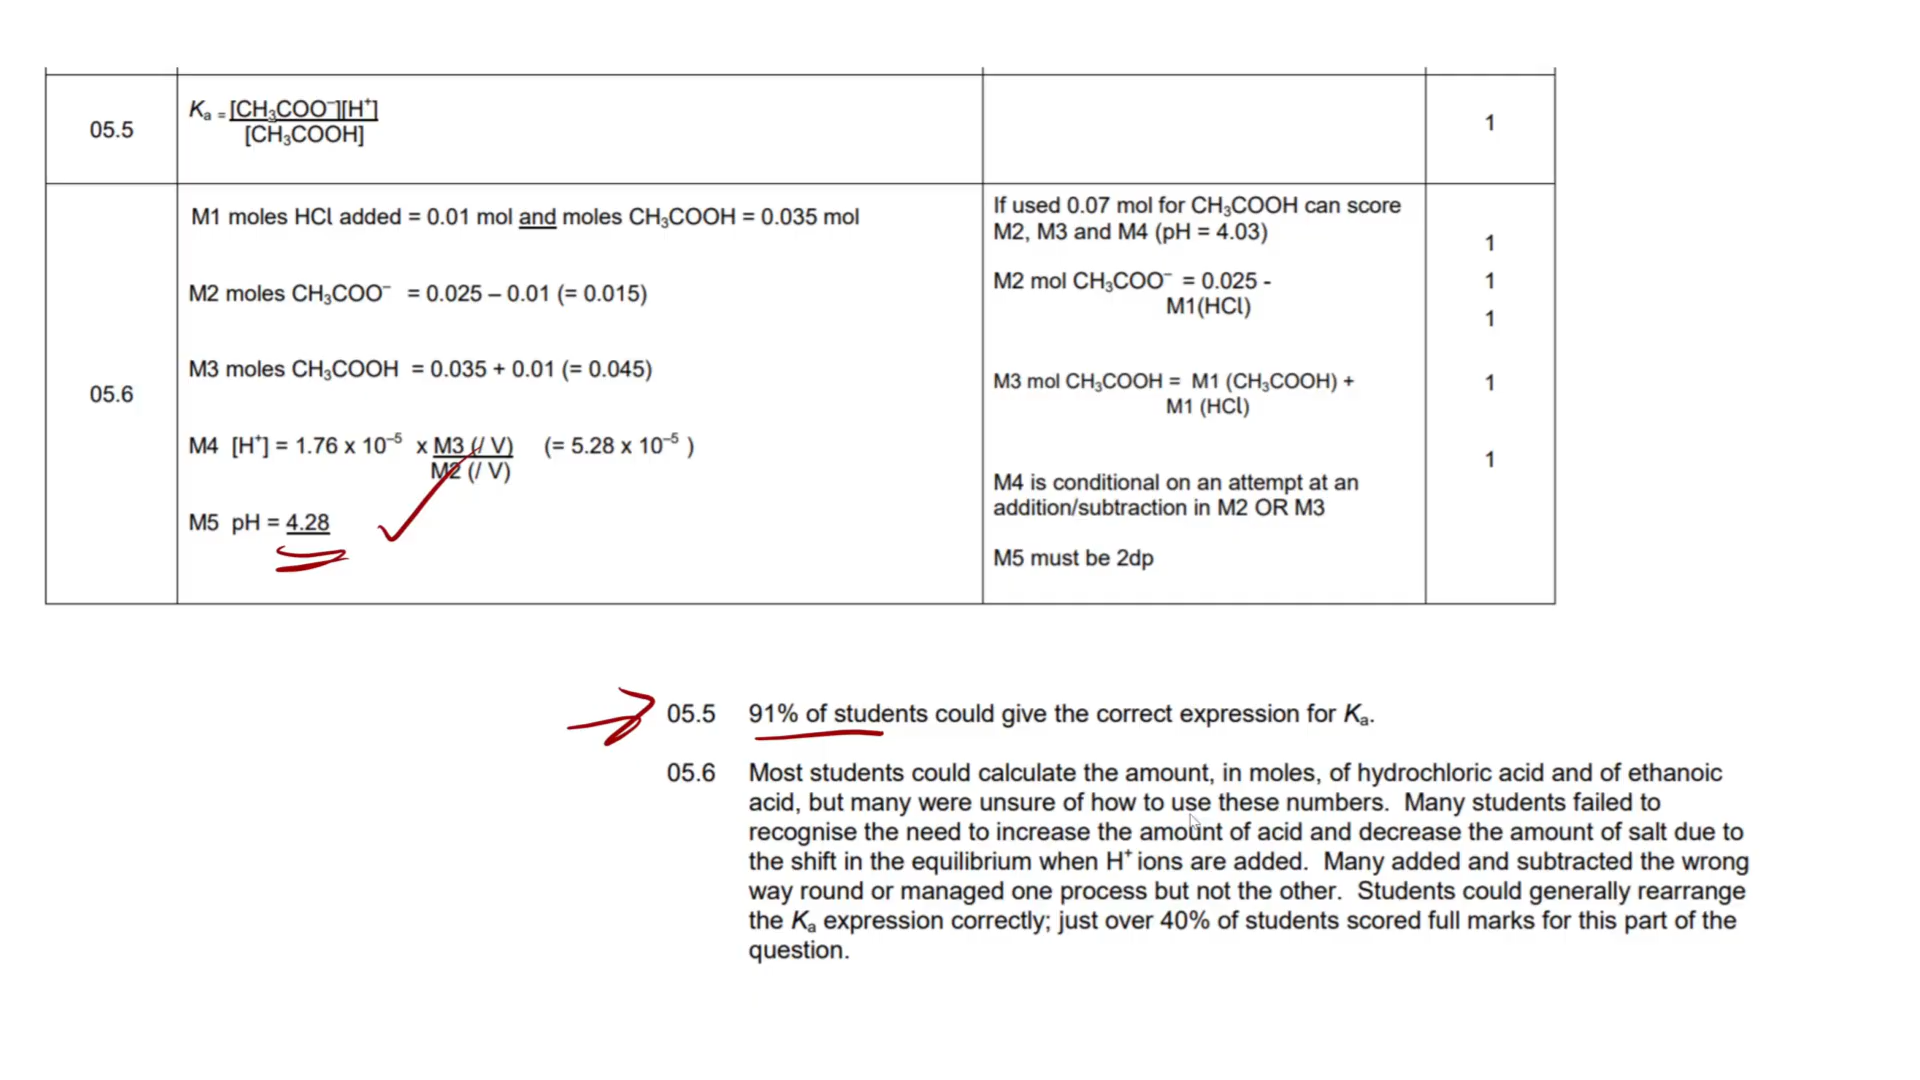 05.5
Kₐ = [CH₃COO⁻][H⁺]
[CH₃COOH]
1
05.6
M1 moles HCl added = 0.01 mol and moles CH₃COOH = 0.035 mol
M2 moles CH₃COO⁻ = 0.025 – 0.01 (= 0.015)
M3 moles CH₃COOH = 0.035 + 0.01 (= 0.045)
M4 [H⁺] = 1.76 x 10⁻⁵ x M3 (/ V) (= 5.28 x 10⁻⁵ )
M2 (/ V)
M5 pH = 4.28
If used 0.07 mol for CH₃COOH can score
M2, M3 and M4 (pH = 4.03)
M2 mol CH₃COO⁻ = 0.025 -
M1(HCl)
M3 mol CH₃COOH = M1 (CH₃COOH) +
M1 (HCl)
M4 is conditional on an attempt at an
addition/subtraction in M2 OR M3
M5 must be 2dp
1
1
1
1
1
05.5 91% of students could give the correct expression for Kₐ.
05.6 Most students could calculate the amount, in moles, of hydrochloric acid and of ethanoic
acid, but many were unsure of how to use these numbers. Many students failed to
recognise the need to increase the amount of acid and decrease the amount of salt due to
the shift in the equilibrium when H⁺ ions are added. Many added and subtracted the wrong
way round or managed one process but not the other. Students could generally rearrange
the Kₐ expression correctly; just over 40% of students scored full marks for this part of the
question.